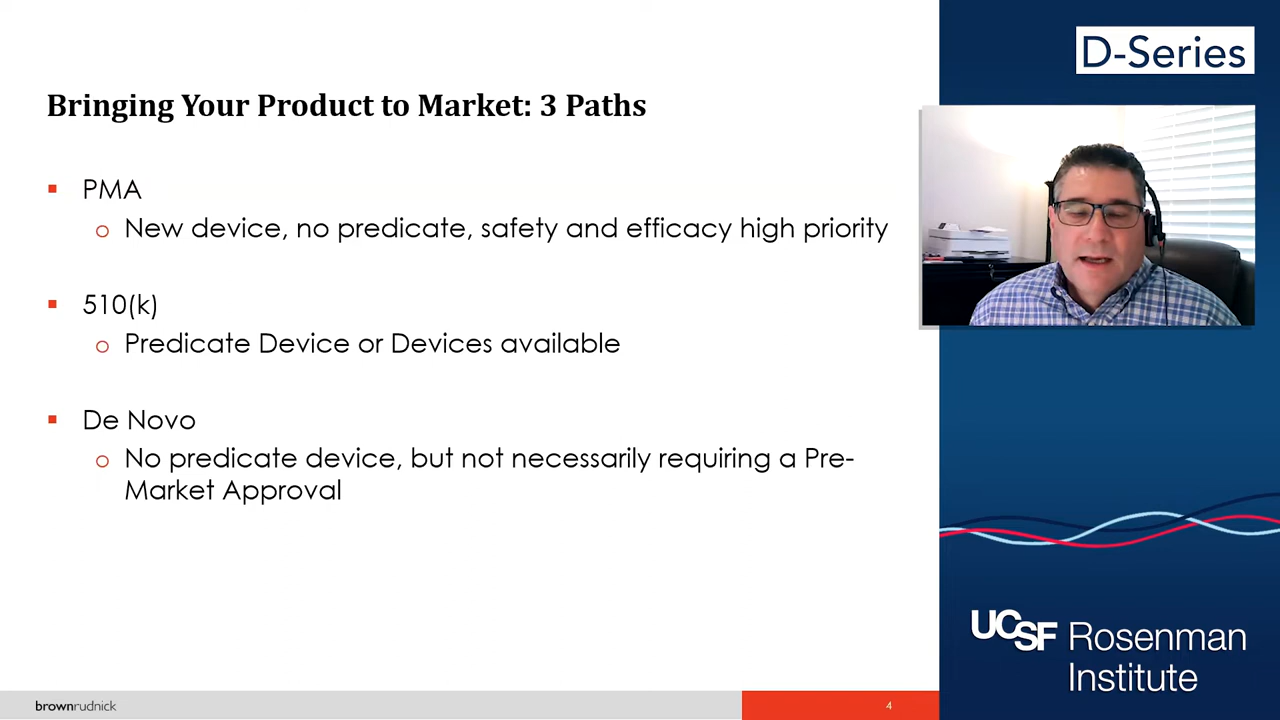 D-Series
Bringing Your Product to Market: 3 Paths
PMA
New device, no predicate, safety and efficacy high priority
510(k)
Predicate Device or Devices available
De Novo
No predicate device, but not necessarily requiring a Pre-
Market Approval
UCSF Rosenman
Institute
brownrudnick
4